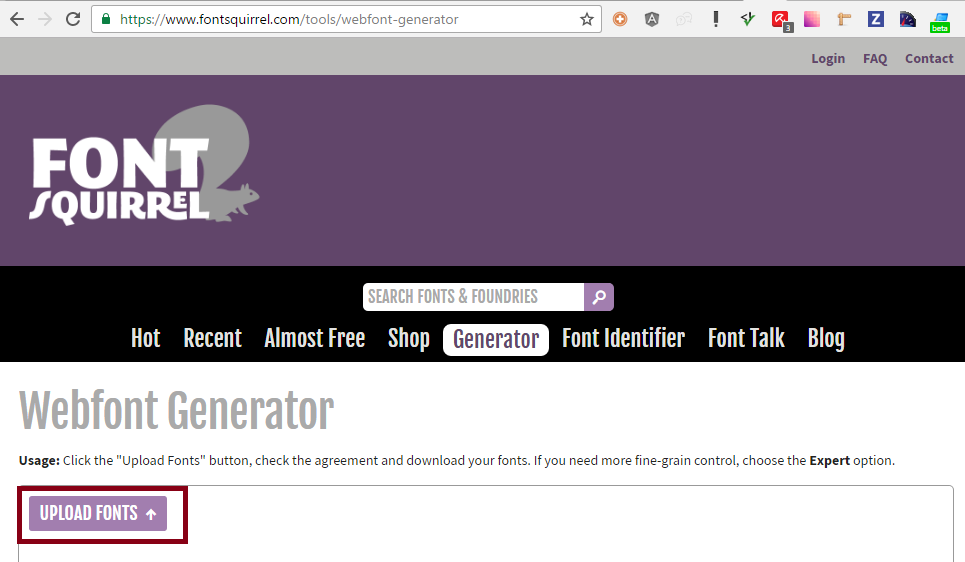 https://www.fontsquirrel.com/tools/webfont-generator
3
Z
beta
Login FAQ Contact
FONT
SQUIRREL
SEARCH FONTS & FOUNDRIES
Hot Recent Almost Free Shop Generator Font Identifier Font Talk Blog
Webfont Generator
Usage: Click the "Upload Fonts" button, check the agreement and download your fonts. If you need more fine-grain control, choose the Expert option.
UPLOAD FONTS